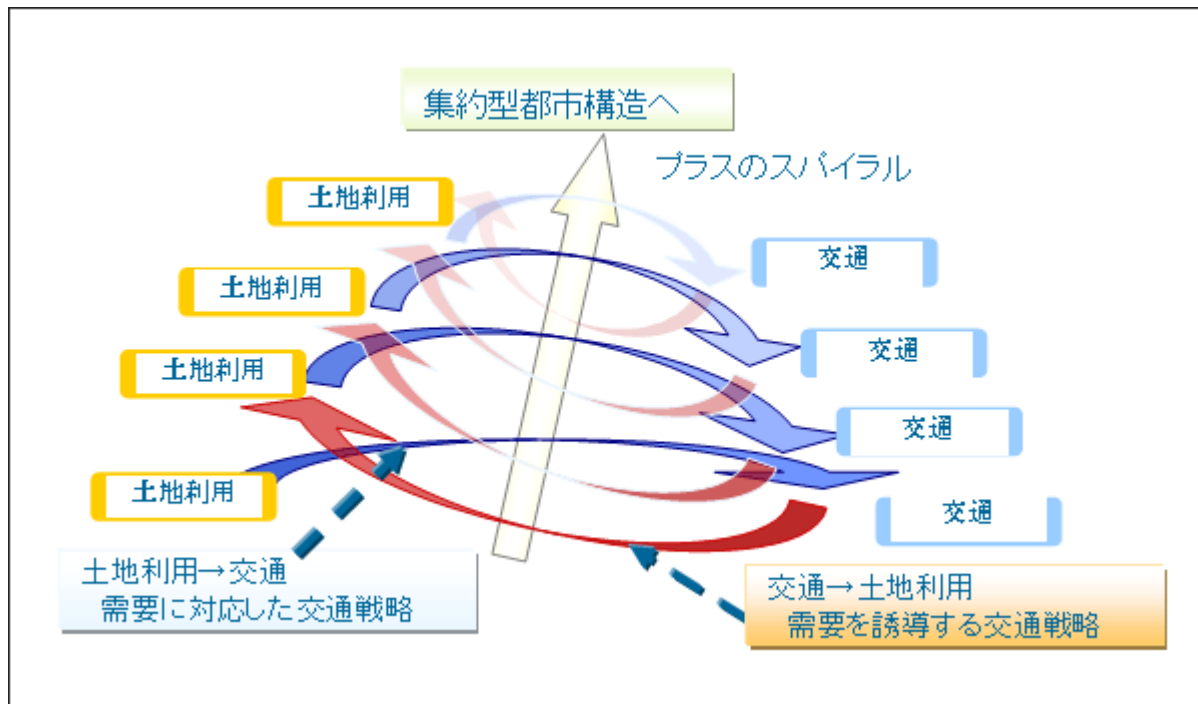 集約型都市構造へ
プラスのスパイラル
土地利用
交通
土地利用
交通
土地利用
交通
土地利用
交通
土地利用→交通
需要に対応した交通戦略
交通→土地利用
需要を誘導する交通戦略